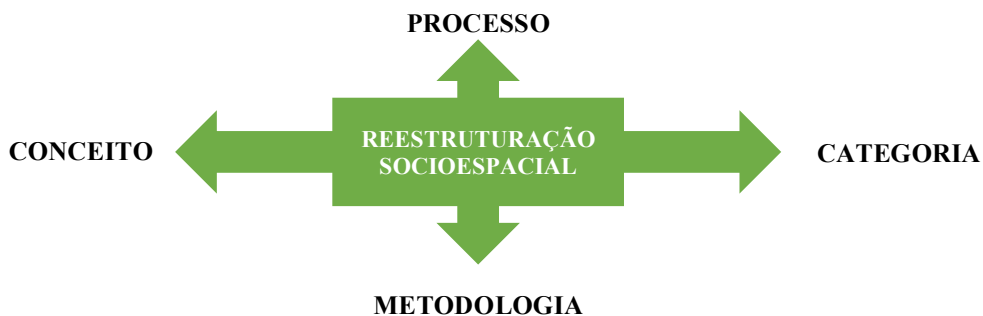 PROCESSO
CONCEITO
REESTRUTURAÇÃO
SOCIOESPACIAL
CATEGORIA
METODOLOGIA